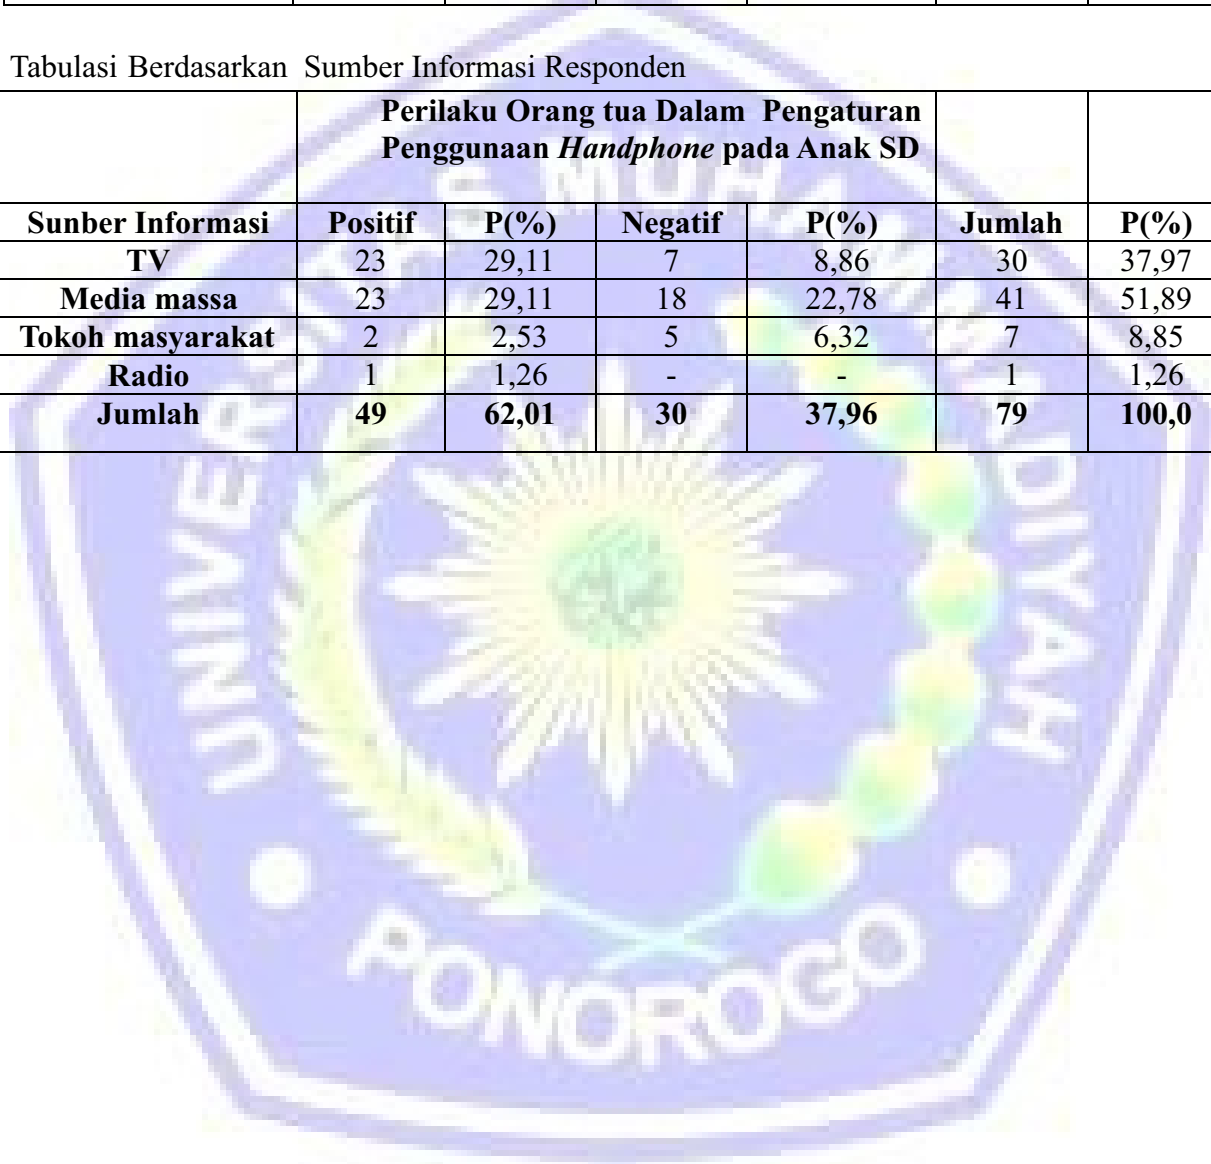 Tabulasi Berdasarkan Sumber Informasi Responden
Perilaku Orang tua Dalam Pengaturan
Penggunaan Handphone pada Anak SD
Sunber Informasi Positif P(%) Negatif P(%) Jumlah P(%)
TV 23 29,11 7 8,86 30 37,97
Media massa 23 29,11 18 22,78 41 51,89
Tokoh masyarakat 2 2,53 5 6,32 7 8,85
Radio 1 1,26 - - 1 1,26
Jumlah 49 62,01 30 37,96 79 100,0
UNIVERSITAS MUHAMMADIYAH
PONOROGO